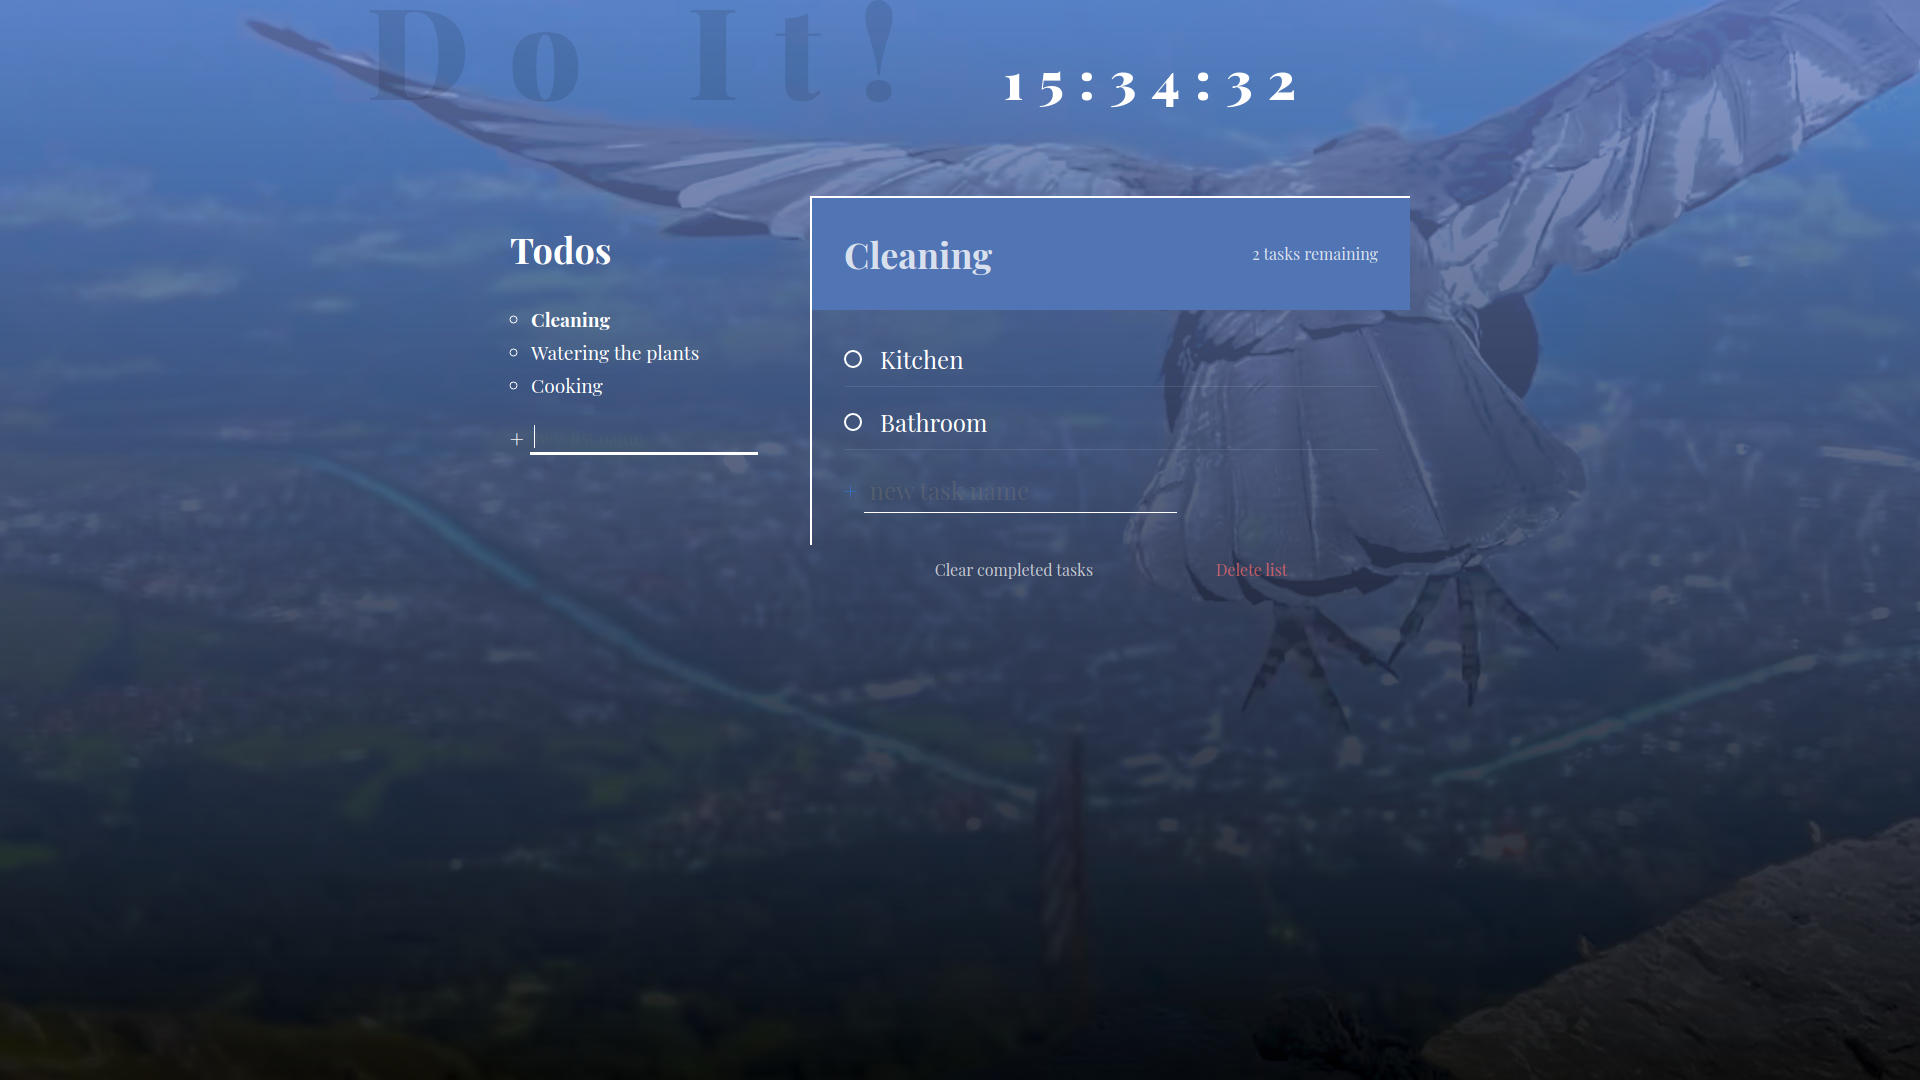 Do It!
15:34:32
Todos
Cleaning
Watering the plants
Cooking
+
Cleaning
2 tasks remaining
Kitchen
Bathroom
+ new task name
Clear completed tasks
Delete list